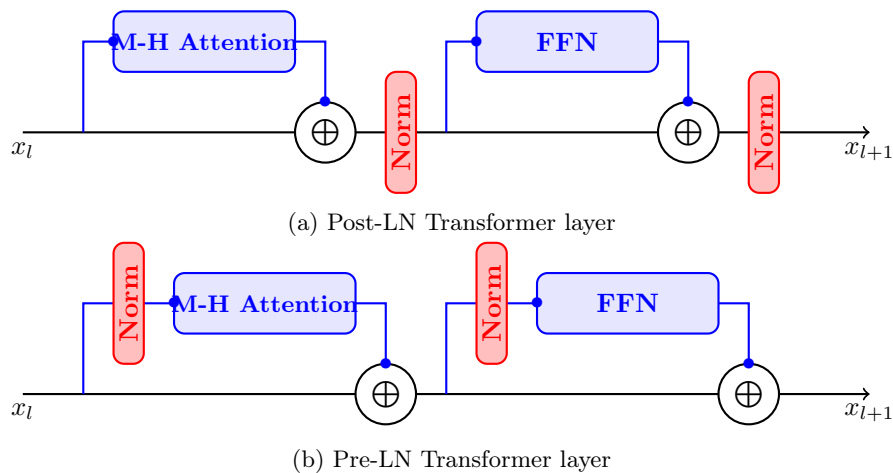 M-H Attention
FFN
Norm
Norm
x_l
x_{l+1}
(a) Post-LN Transformer layer
Norm
M-H Attention
Norm
FFN
x_l
x_{l+1}
(b) Pre-LN Transformer layer